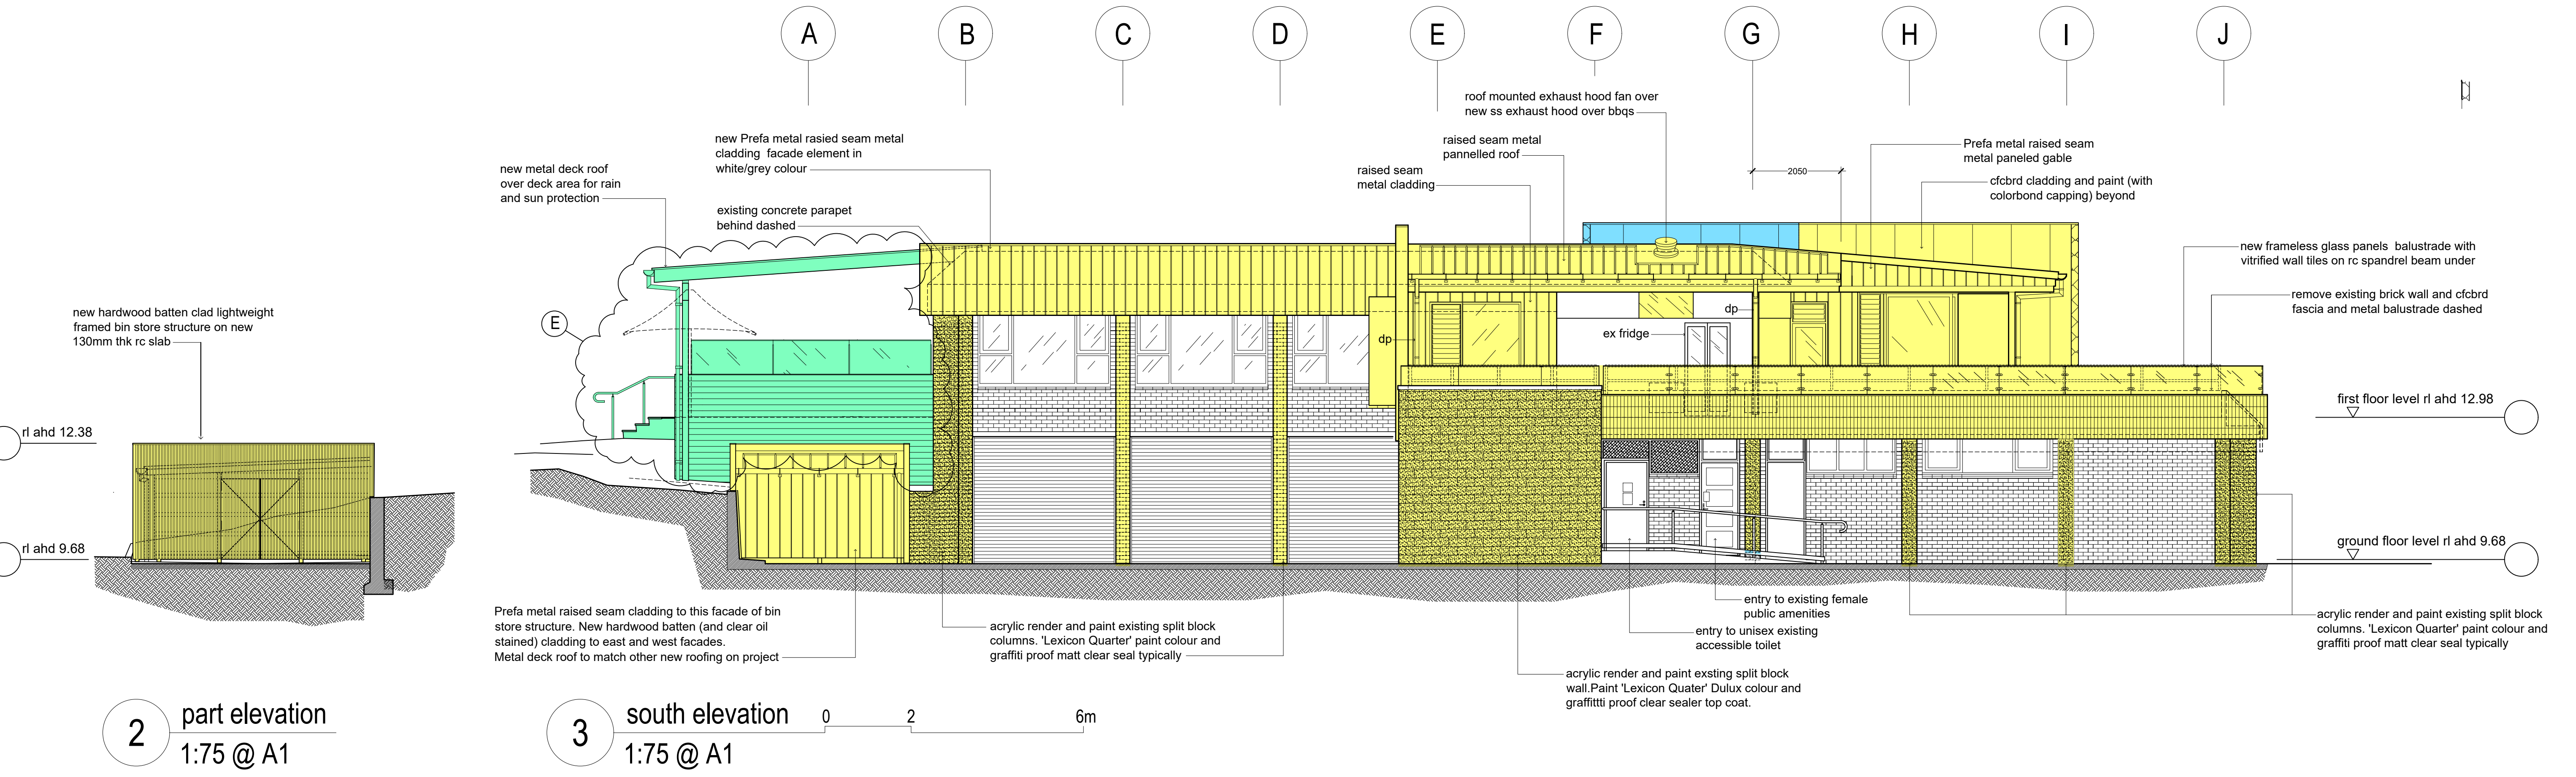 A
B
C
D
E
F
G
H
I
J
roof mounted exhaust hood fan over
new ss exhaust hood over bbqs
new Prefa metal rasied seam metal
cladding facade element in
white/grey colour
raised seam metal
pannelled roof
Prefa metal raised seam
metal paneled gable
new metal deck roof
over deck area for rain
and sun protection
raised seam
metal cladding
2050
cfcbrd cladding and paint (with
colorbond capping) beyond
existing concrete parapet
behind dashed
new frameless glass panels balustrade with
vitrified wall tiles on rc spandrel beam under
remove existing brick wall and cfcbrd
fascia and metal balustrade dashed
new hardwood batten clad lightweight
framed bin store structure on new
130mm thk rc slab
E
dp
dp
ex fridge
first floor level rl ahd 12.98
rl ahd 12.38
rl ahd 9.68
ground floor level rl ahd 9.68
Prefa metal raised seam cladding to this facade of bin
store structure. New hardwood batten (and clear oil
stained) cladding to east and west facades.
Metal deck roof to match other new roofing on project
acrylic render and paint existing split block
columns. 'Lexicon Quarter' paint colour and
graffiti proof matt clear seal typically
entry to existing female
public amenities
entry to unisex existing
accessible toilet
acrylic render and paint existing split block
columns. 'Lexicon Quarter' paint colour and
graffiti proof matt clear seal typically
acrylic render and paint exsting split block
wall.Paint 'Lexicon Quater' Dulux colour and
graffittti proof clear sealer top coat.
2
part elevation
1:75 @ A1
3
south elevation
1:75 @ A1
0
2
6m